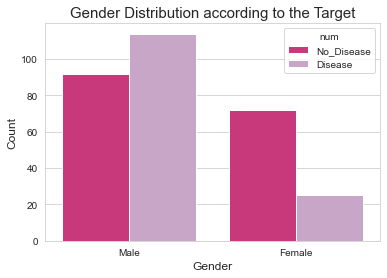 Gender Distribution according to the Target
num
No_Disease
Disease
Count
100
80
60
40
20
0
Male
Female
Gender